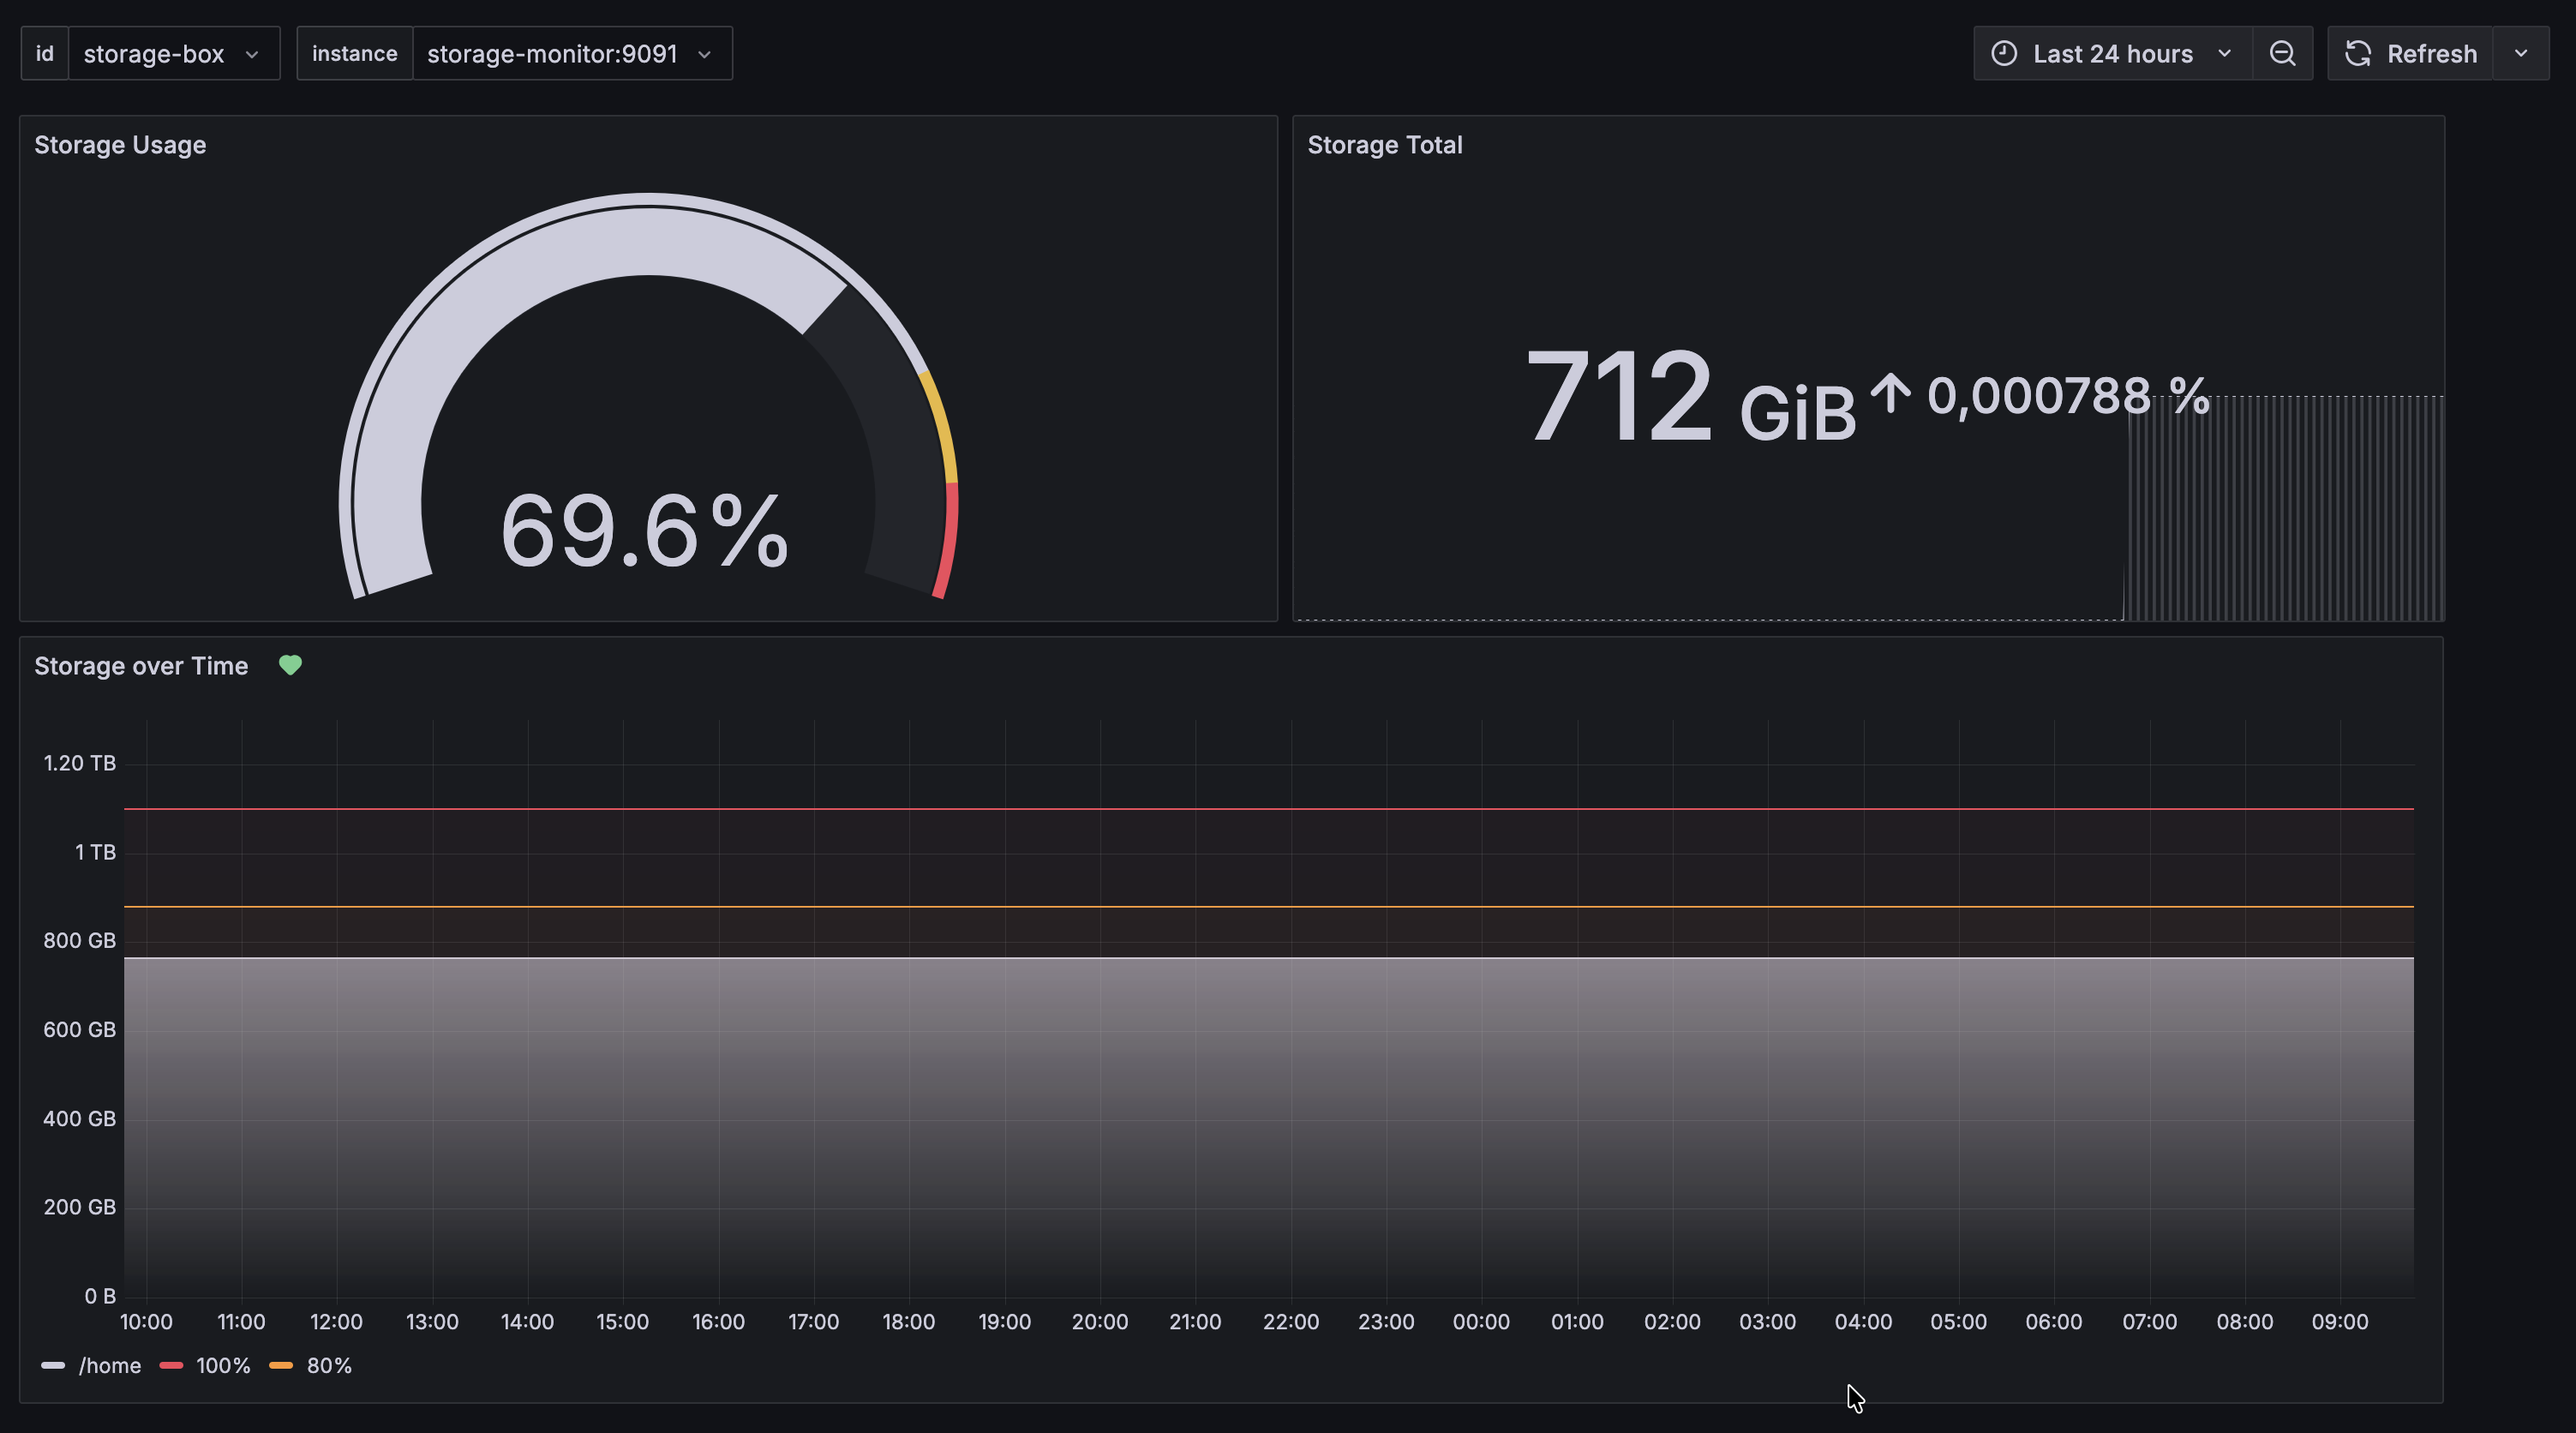 id storage-box instance storage-monitor:9091 Last 24 hours Refresh
Storage Usage
69.6%
Storage Total
712 GiB 0,000788 %
Storage over Time
1.20 TB
1 TB
800 GB
600 GB
400 GB
200 GB
0 B
10:00 11:00 12:00 13:00 14:00 15:00 16:00 17:00 18:00 19:00 20:00 21:00 22:00 23:00 00:00 01:00 02:00 03:00 04:00 05:00 06:00 07:00 08:00 09:00
/home 100% 80%